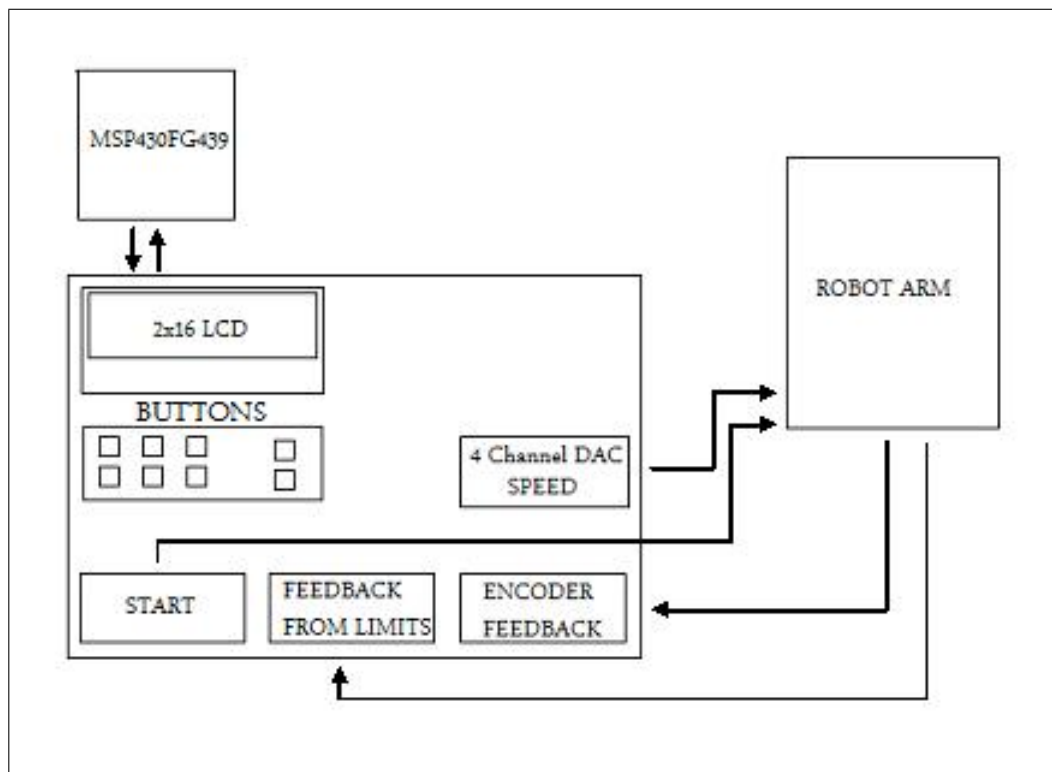 MSP430FG439
ROBOT ARM
2x16 LCD
BUTTONS
4 Channel DAC
SPEED
START
FEEDBACK
FROM LIMITS
ENCODER
FEEDBACK